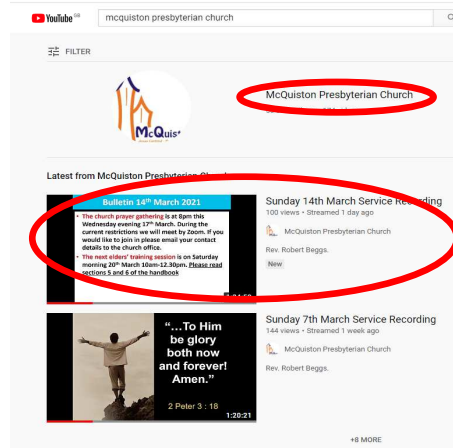 YouTube GB
mcquiston presbyterian church
FILTER
McQuis+
McQuiston Presbyterian Church
Latest from McQuiston Presbyterian
Bulletin 14th March 2021
• The church prayer gathering is at 8pm this
Wednesday evening 17th March. During the
current restrictions we will meet by Zoom. If you
would like to join in please email your contact
details to the church office.
• The next elders' training session is on Saturday
morning 20th March 10am-12.30pm. Please read
sections 5 and 6 of the handbook
Sunday 14th March Service Recording
100 views • Streamed 1 day ago
McQuiston Presbyterian Church
Rev. Robert Beggs.
New
"...To Him
be glory
both now
and forever!
Amen."
2 Peter 3 : 18
1:20:21
Sunday 7th March Service Recording
144 views • Streamed 1 week ago
McQuiston Presbyterian Church
Rev. Robert Beggs.
+8 MORE